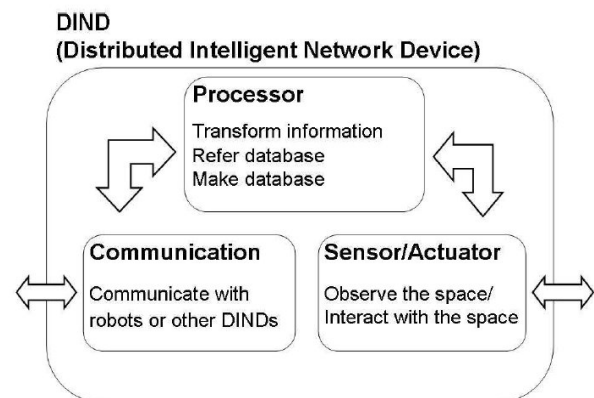 DIND
(Distributed Intelligent Network Device)
Processor
Transform information
Refer database
Make database
Communication
Communicate with
robots or other DINDs
Sensor/Actuator
Observe the space/
Interact with the space